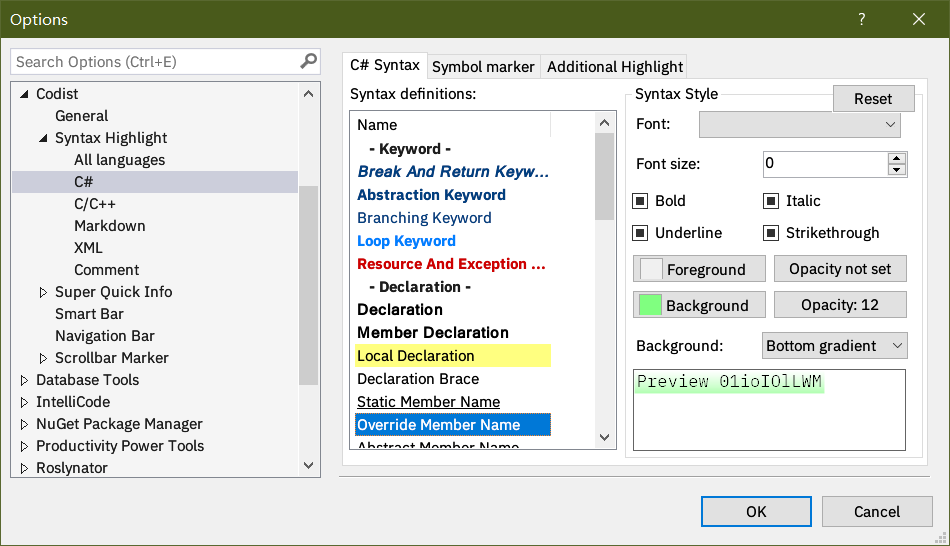 Options
?
Search Options (Ctrl+E)
Codist
General
Syntax Highlight
All languages
C#
C/C++
Markdown
XML
Comment
Super Quick Info
Smart Bar
Navigation Bar
Scrollbar Marker
Database Tools
IntelliCode
NuGet Package Manager
Productivity Power Tools
Roslynator
C# Syntax Symbol marker Additional Highlight
Syntax definitions:
Name
- Keyword -
Break And Return Keyw...
Abstraction Keyword
Branching Keyword
Loop Keyword
Resource And Exception ...
- Declaration -
Declaration
Member Declaration
Local Declaration
Declaration Brace
Static Member Name
Override Member Name
Abstract Member Name
Syntax Style
Reset
Font:
Font size: 0
Bold Italic
Underline Strikethrough
Foreground Opacity not set
Background Opacity: 12
Background: Bottom gradient
Preview 01ioIOlLWM
OK Cancel